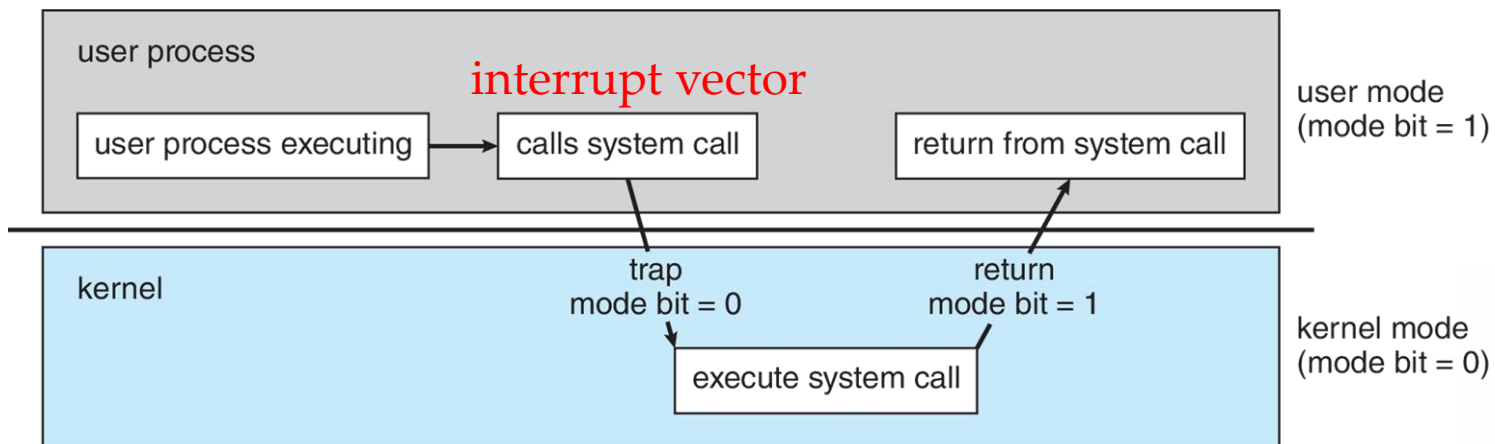 user process
interrupt vector
user process executing
calls system call
return from system call
user mode
(mode bit = 1)
kernel
trap
mode bit = 0
return
mode bit = 1
execute system call
kernel mode
(mode bit = 0)